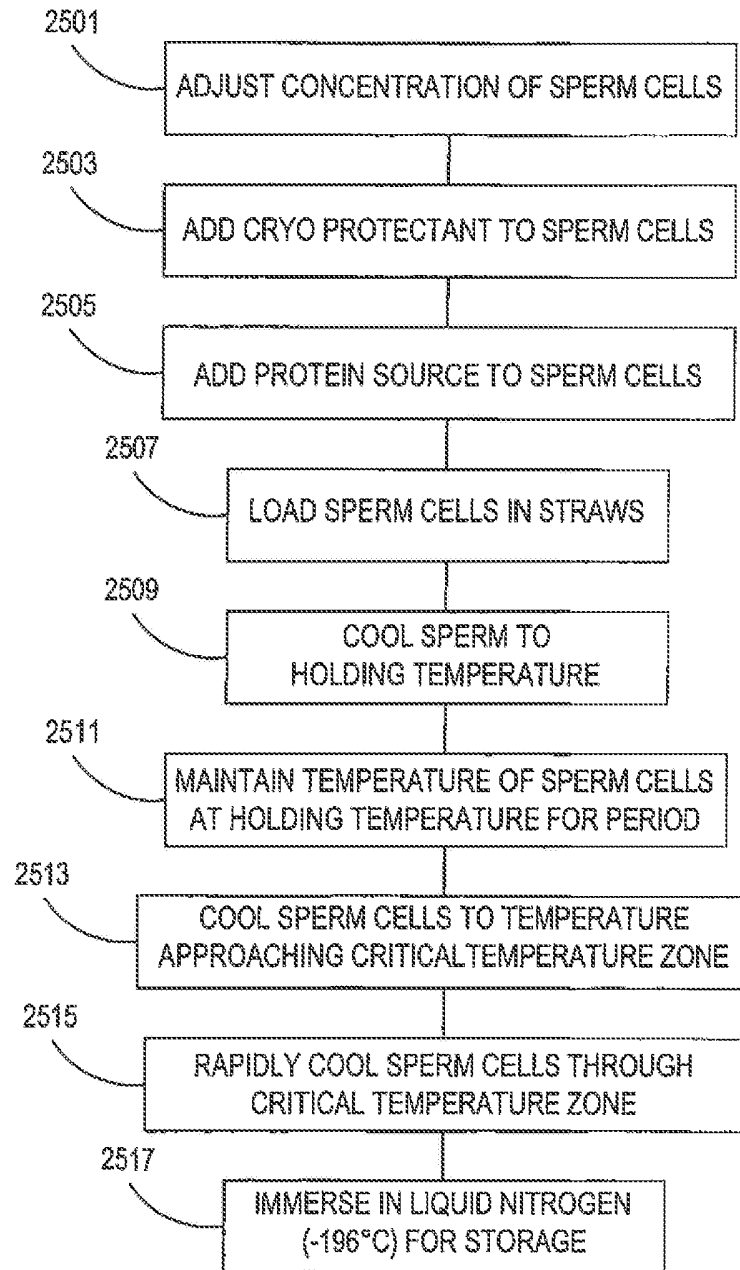 2501
ADJUST CONCENTRATION OF SPERM CELLS
2503
ADD CRYO PROTECTANT TO SPERM CELLS
2505
ADD PROTEIN SOURCE TO SPERM CELLS
2507
LOAD SPERM CELLS IN STRAWS
2509
COOL SPERM TO
HOLDING TEMPERATURE
2511
MAINTAIN TEMPERATURE OF SPERM CELLS
AT HOLDING TEMPERATURE FOR PERIOD
2513
COOL SPERM CELLS TO TEMPERATURE
APPROACHING CRITICALTEMPERATURE ZONE
2515
RAPIDLY COOL SPERM CELLS THROUGH
CRITICAL TEMPERATURE ZONE
2517
IMMERSE IN LIQUID NITROGEN
(-196°C) FOR STORAGE